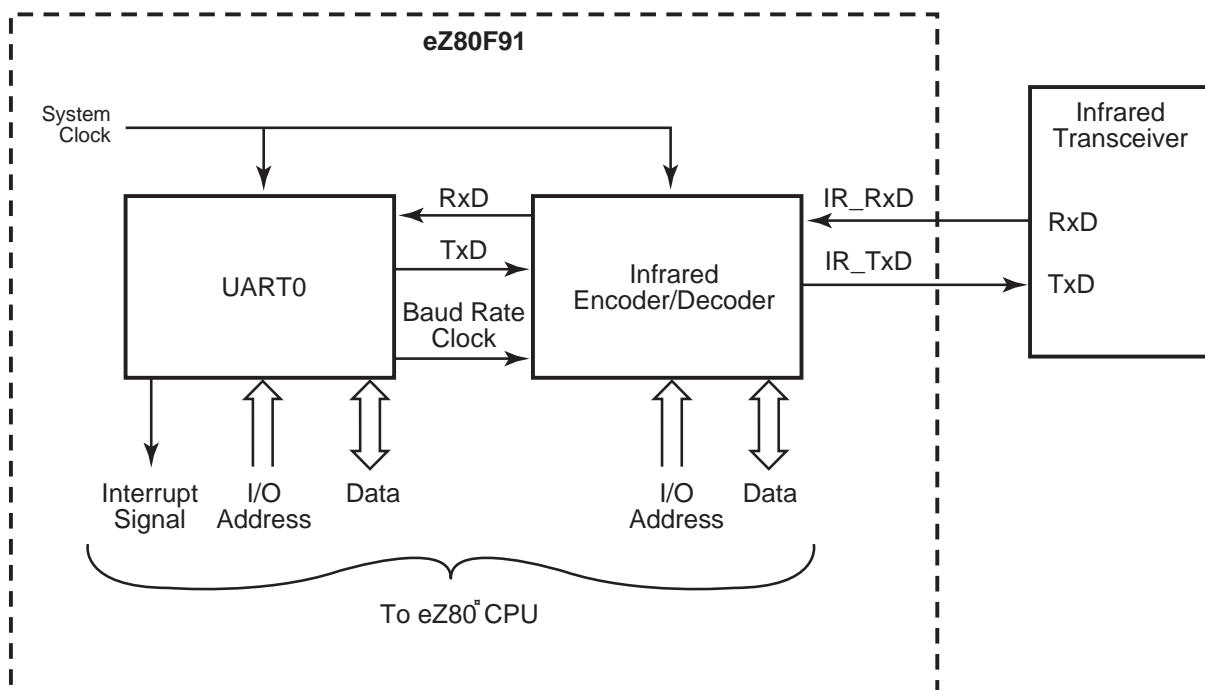 eZ80F91
System
Clock
Infrared
Transceiver
RxD
IR_RxD
RxD
TxD
IR_TxD
TxD
UART0
Infrared
Encoder/Decoder
Baud Rate
Clock
Interrupt
Signal
I/O
Address
Data
I/O
Address
Data
To eZ80¤ CPU